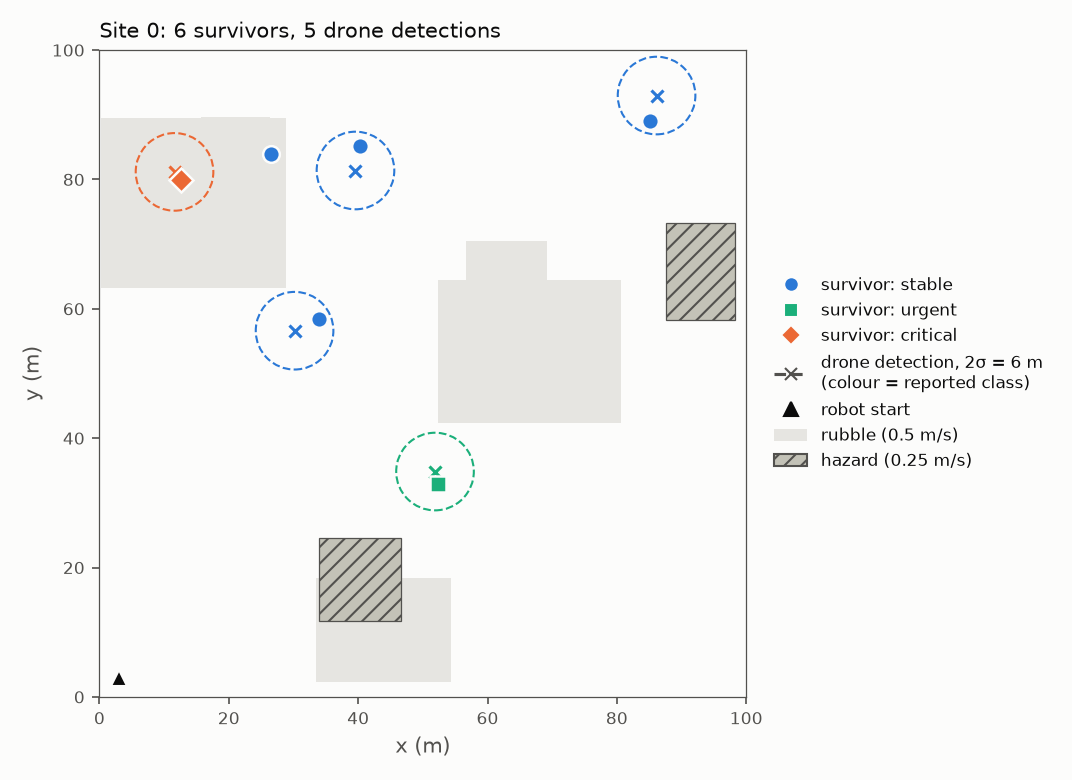 Site 0: 6 survivors, 5 drone detections
100
80
60
40
20
0
y (m)
0 20 40 60 80 100
x (m)
survivor: stable
survivor: urgent
survivor: critical
drone detection, 2σ = 6 m
(colour = reported class)
robot start
rubble (0.5 m/s)
hazard (0.25 m/s)